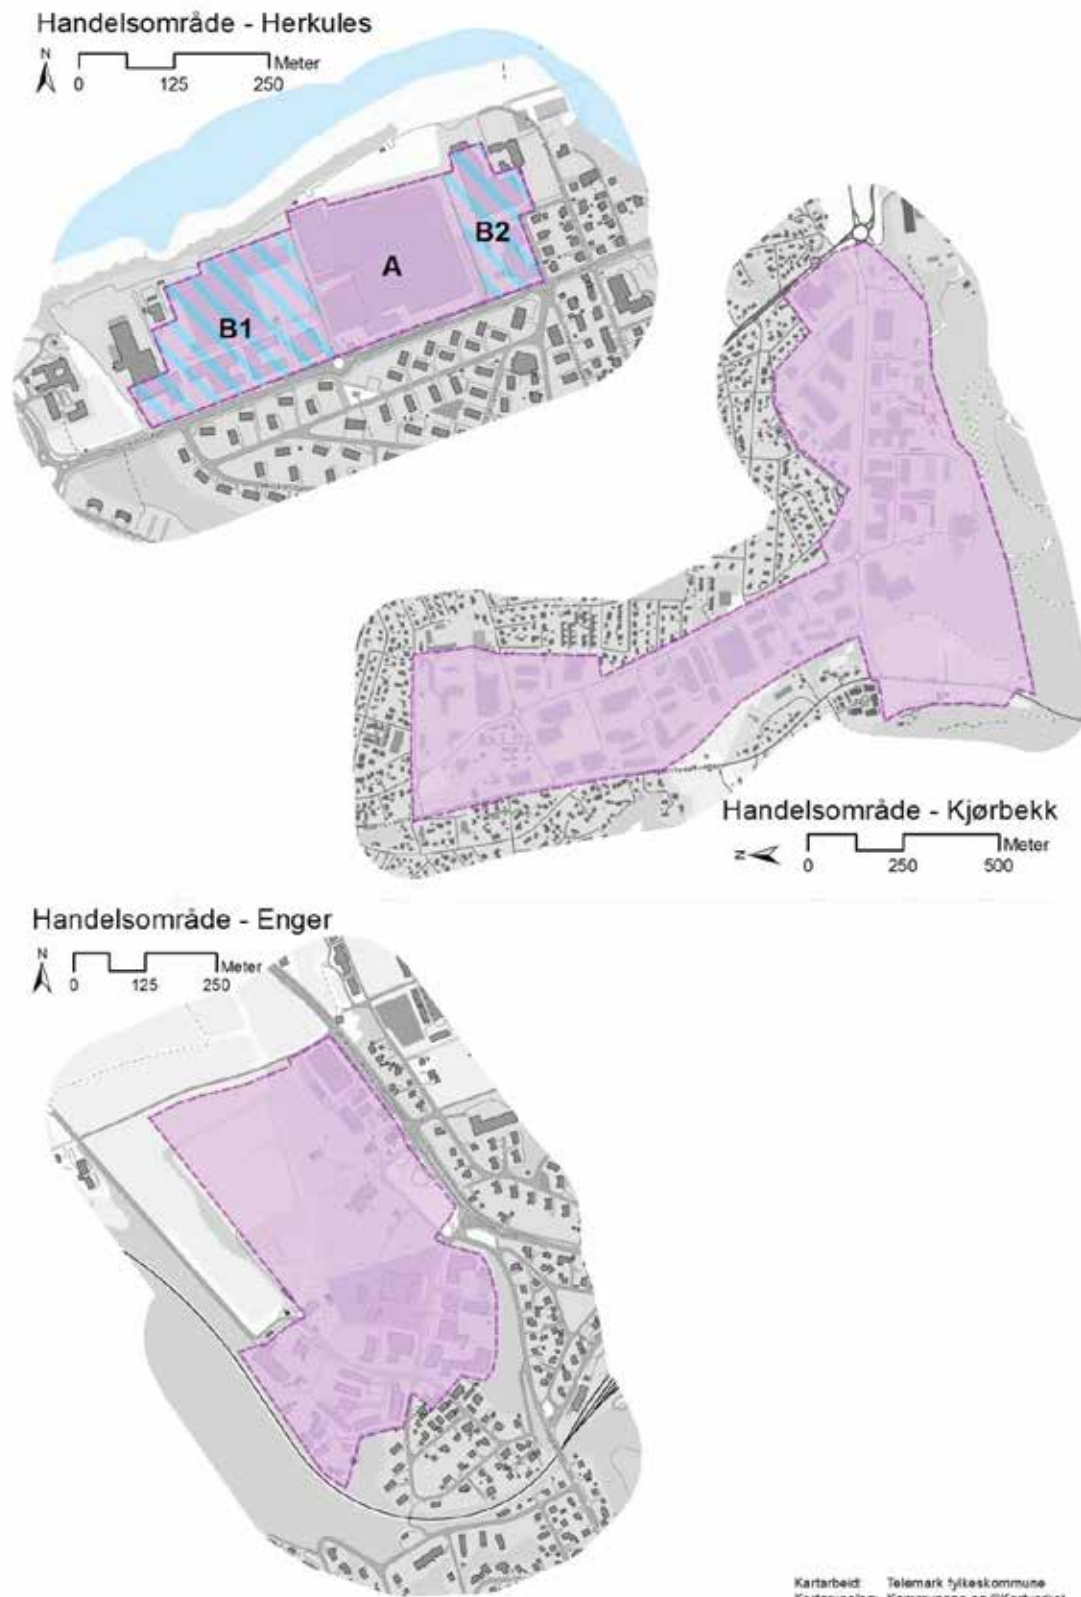 Handelsområde - Herkules
N
Meter
0 125 250
A
B1
B2
Handelsområde - Kjørbekk
N
Meter
0 250 500
Handelsområde - Enger
N
Meter
0 125 250
Kartarbeid: Telemark fylkeskommune